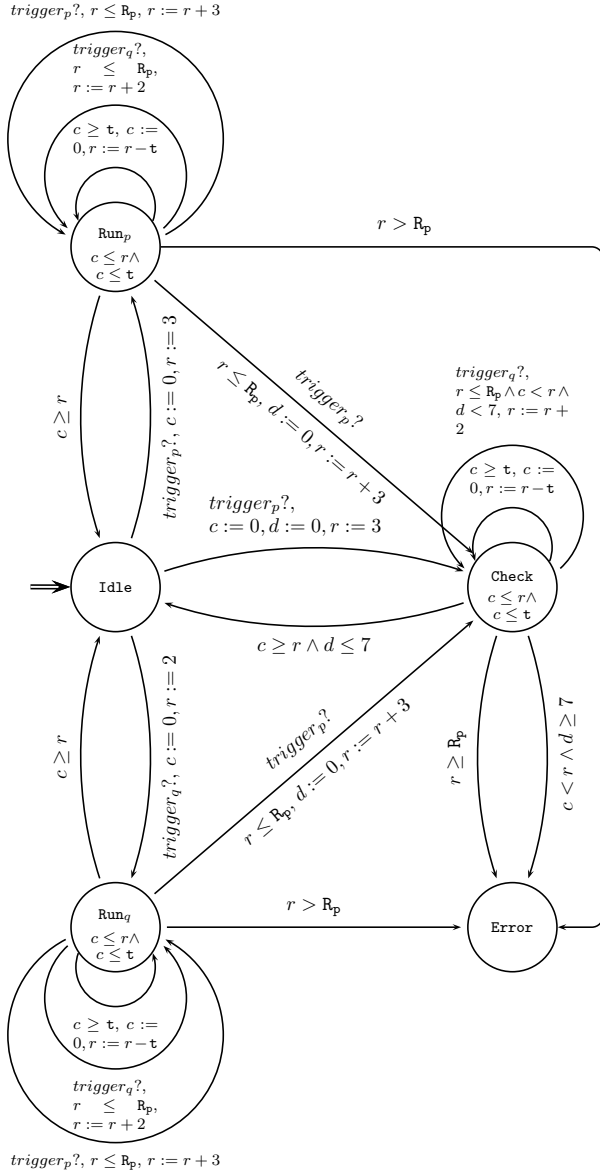 trigger_p?, r ≤ R_p, r := r + 3
trigger_q?,
r ≤ R_p,
r := r + 2
c ≥ t, c :=
0, r := r − t
Run_p
c ≤ r∧
c ≤ t
r > R_p
c ≥ r
trigger_p?, c := 0, r := 3
trigger_p?
r ≤ R_p, d := 0, r := r + 3
trigger_q?,
r ≤ R_p ∧ c < r ∧
d < 7, r := r +
2
c ≥ t, c :=
0, r := r − t
trigger_p?,
c := 0, d := 0, r := 3
Idle
Check
c ≤ r∧
c ≤ t
c ≥ r ∧ d ≤ 7
c ≥ r
trigger_q?, c := 0, r := 2
trigger_p?
r ≤ R_p, d := 0, r := r + 3
r ≥ R_p
c < r ∧ d ≥ 7
Run_q
c ≤ r∧
c ≤ t
r > R_p
Error
c ≥ t, c :=
0, r := r − t
trigger_q?,
r ≤ R_p,
r := r + 2
trigger_p?, r ≤ R_p, r := r + 3